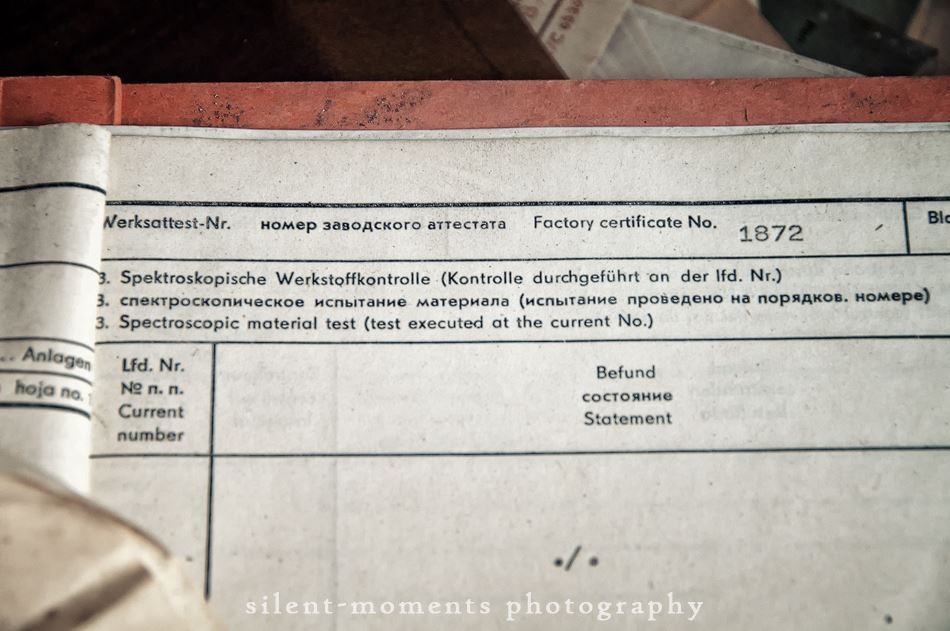 Werksattest-Nr. номер заводского аттестата Factory certificate No. 1872
3. Spektroskopische Werkstoffkontrolle (Kontrolle durchgeführt an der lfd. Nr.)
3. спектроскопическое испытание материала (испытание проведено на порядков. номере)
3. Spectroscopic material test (test executed at the current No.)
.. Anlagen
hoja no.
Lfd. Nr.
№ п. п.
Current
number
Befund
состояние
Statement
./.
silent-moments photography